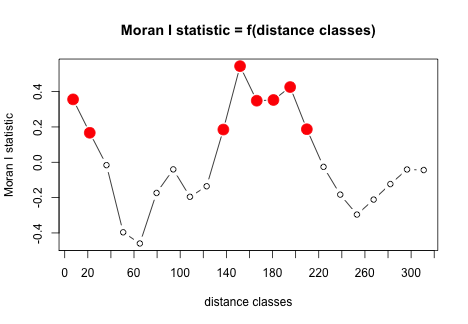 Moran I statistic = f(distance classes)
Moran I statistic
0.4
0.2
0.0
-0.2
-0.4
0 20 60 100 140 180 220 260 300
distance classes